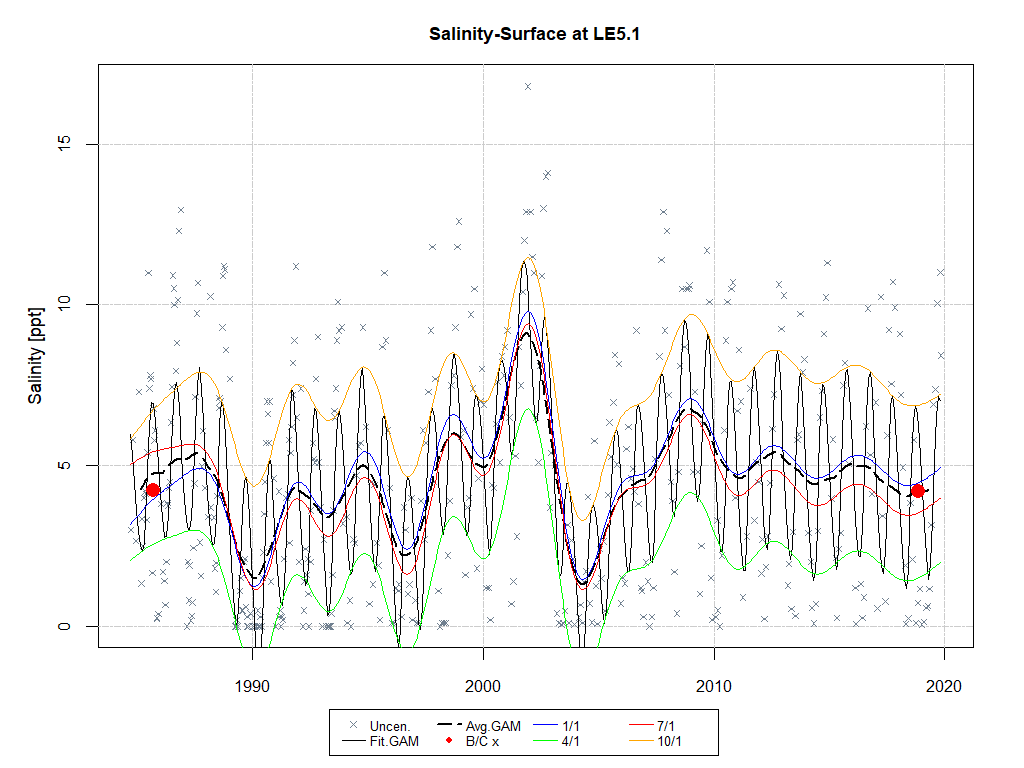 Salinity-Surface at LE5.1
Salinity [ppt]
15
10
5
0
1990 2000 2010 2020
Uncen. Avg.GAM 1/1 7/1
Fit.GAM B/C x 4/1 10/1